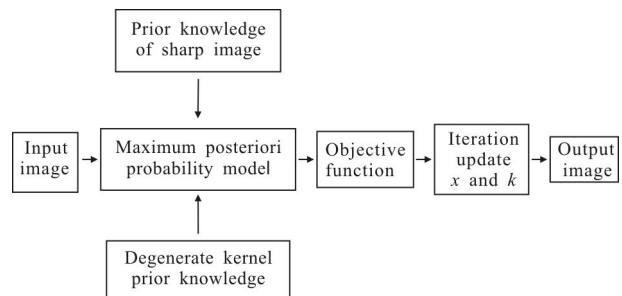 Prior knowledge
of sharp image
Input
image
Maximum posteriori
probability model
Objective
function
Iteration
update
x and k
Output
image
Degenerate kernel
prior knowledge